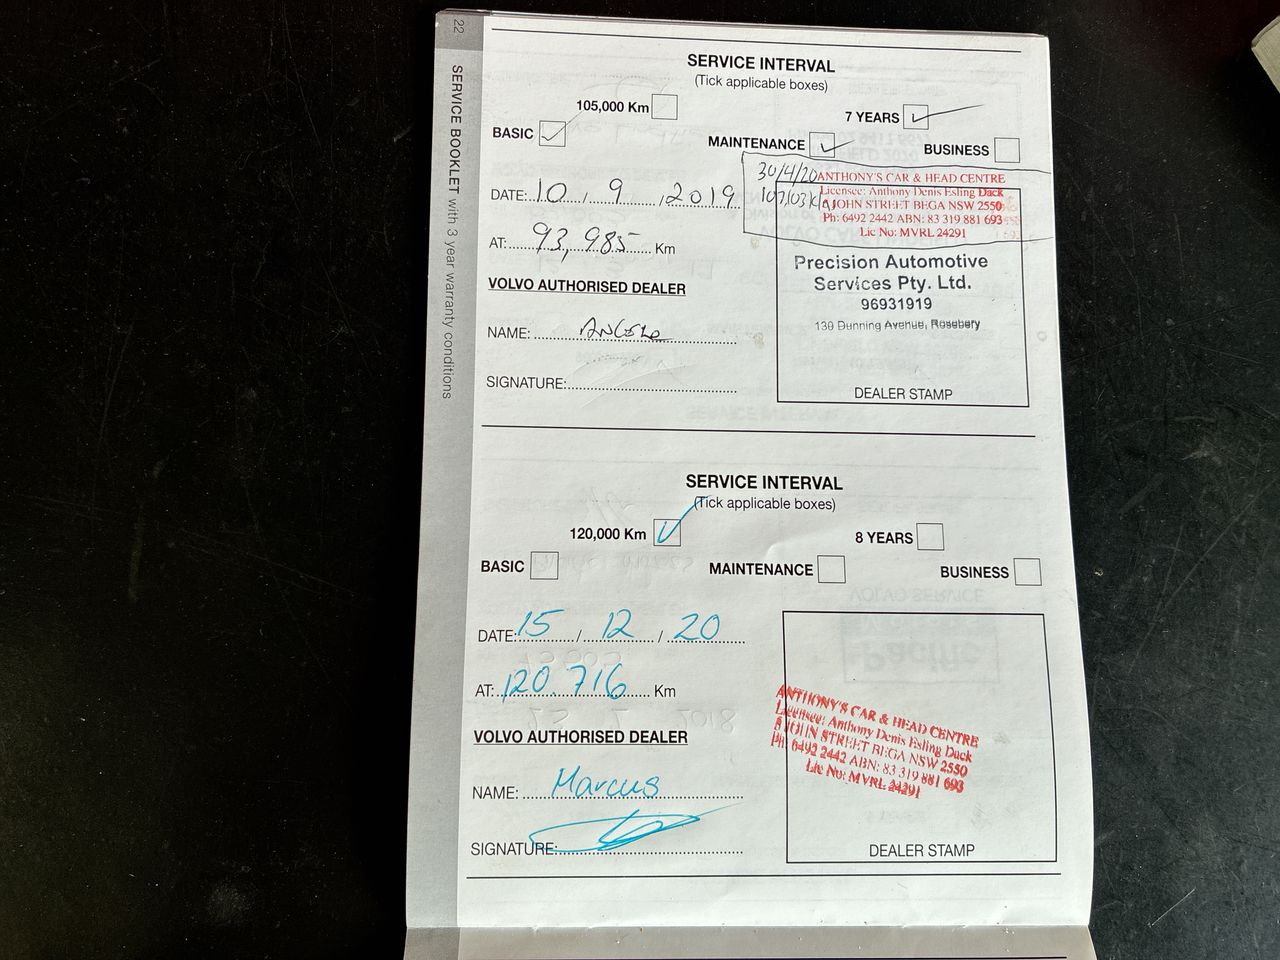 22
SERVICE BOOKLET with 3 year warranty conditions
SERVICE INTERVAL
(Tick applicable boxes)
105,000 Km
7 YEARS
BASIC
MAINTENANCE
BUSINESS
30/4/20
107,103 Km
ANTHONY'S CAR & HEAD CENTRE
Licensee: Anthony Denis Esling Dack
JOHN STREET BEGA NSW 2550
Ph: 6492 2442 ABN: 83 319 881 693
Lic No: MVRL 24291
DATE: 10 / 9 / 2019
AT: 93,985 Km
VOLVO AUTHORISED DEALER
NAME: ANGELO
SIGNATURE:
Precision Automotive
Services Pty. Ltd.
96931919
139 Dunning Avenue, Rosebery
DEALER STAMP
SERVICE INTERVAL
(Tick applicable boxes)
120,000 Km
8 YEARS
BASIC
MAINTENANCE
BUSINESS
DATE: 15 / 12 / 20
AT: 120.716 Km
VOLVO AUTHORISED DEALER
NAME: Marcus
SIGNATURE:
ANTHONY'S CAR & HEAD CENTRE
Licensee: Anthony Denis Esling Dack
JOHN STREET BEGA NSW 2550
Ph: 6492 2442 ABN: 83 319 881 693
Lic No: MVRL 24291
DEALER STAMP